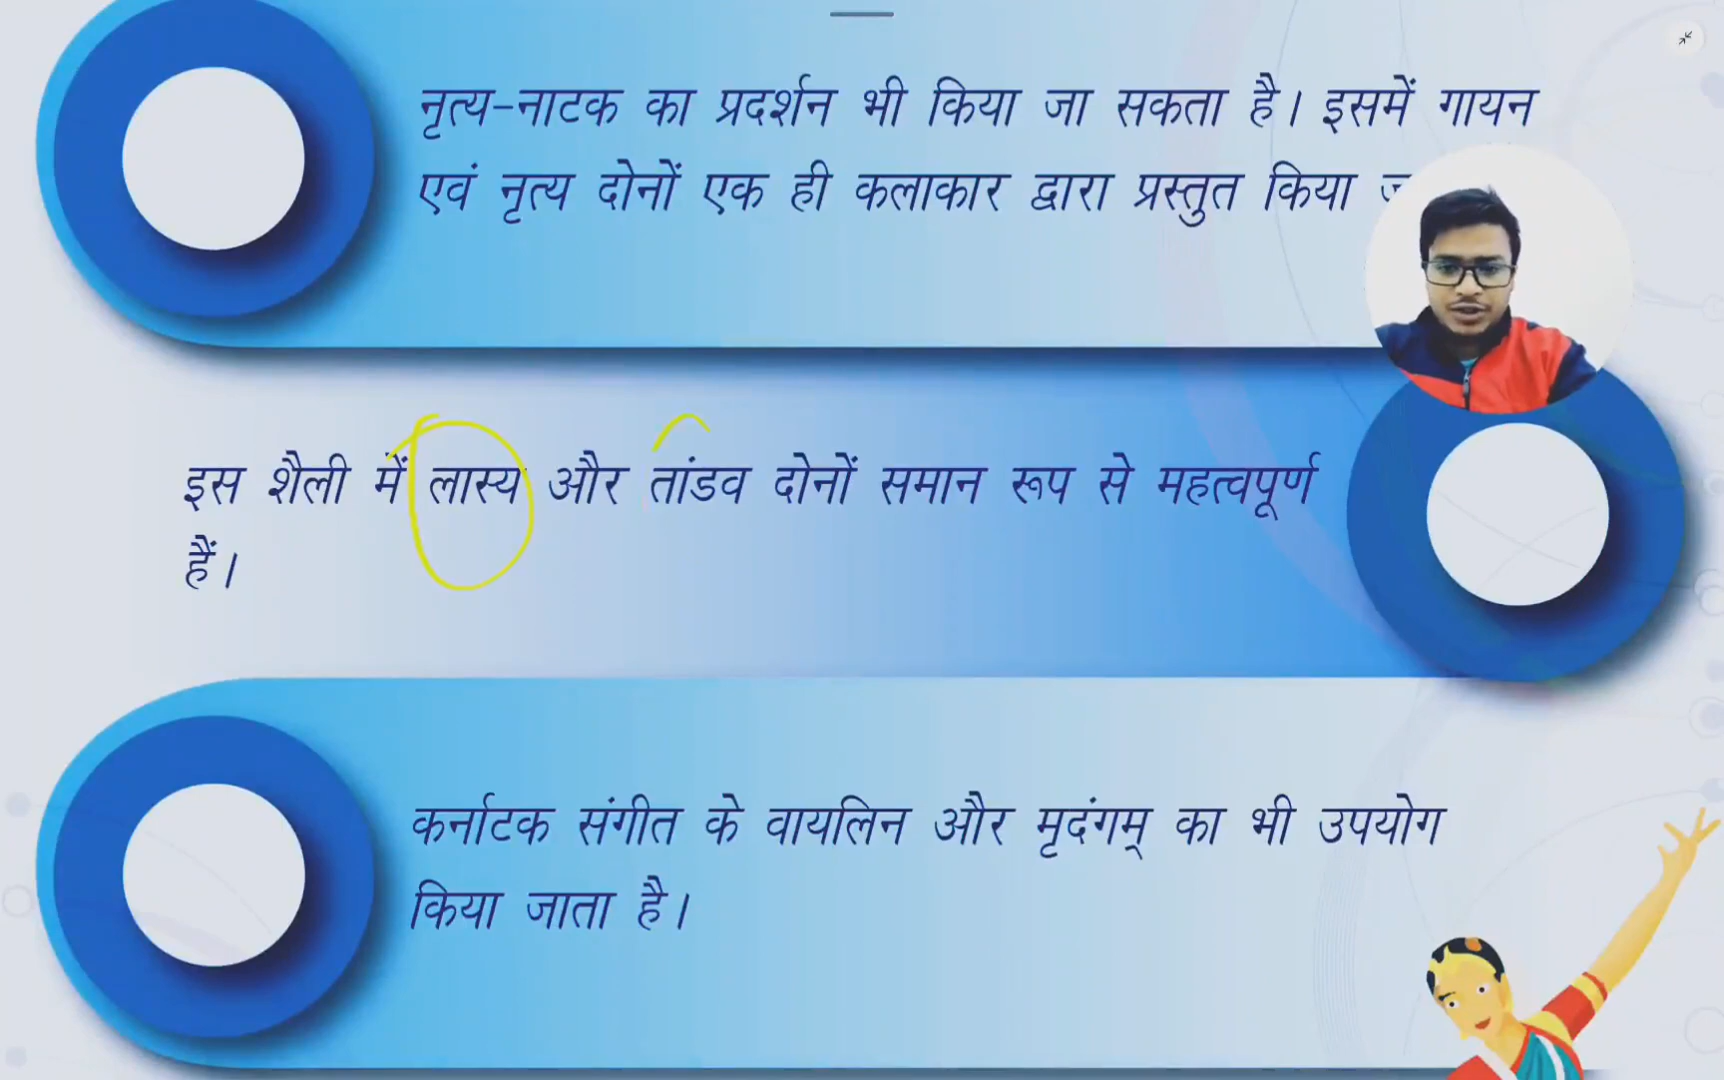 नृत्य-नाटक का प्रदर्शन भी किया जा सकता है। इसमें गायन
एवं नृत्य दोनों एक ही कलाकार द्वारा प्रस्तुत किया
इस शैली में लास्य और तांडव दोनों समान रूप से महत्वपूर्ण
हैं।
कर्नाटक संगीत के वायलिन और मृदंगम् का भी उपयोग
किया जाता है।